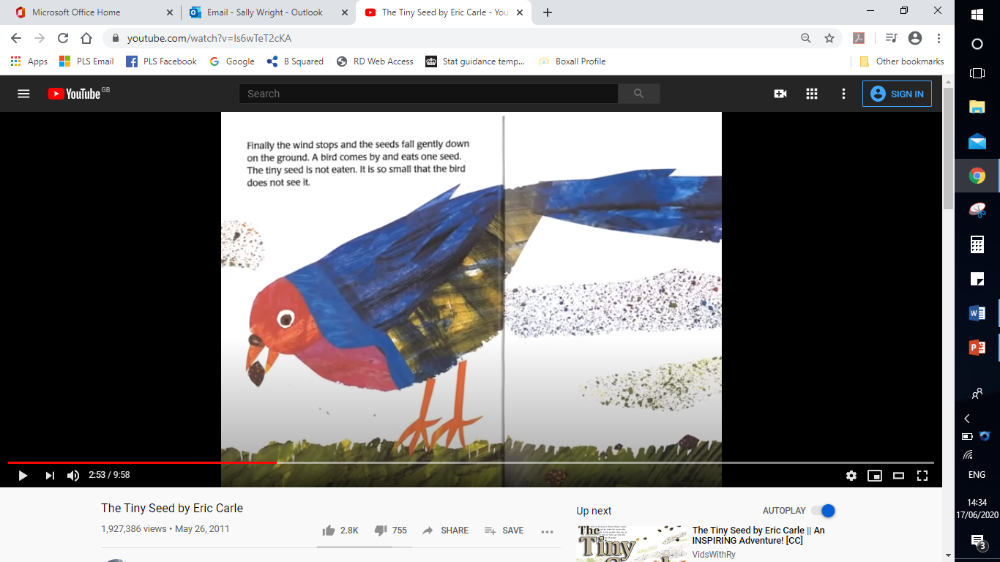 Microsoft Office Home
Email - Sally Wright - Outlook
The Tiny Seed by Eric Carle - You
youtube.com/watch?v=Is6wTeT2cKA
Apps
PLS Email
PLS Facebook
Google
B Squared
RD Web Access
Stat guidance temp...
Boxall Profile
Other bookmarks
YouTube GB
Search
SIGN IN
Finally the wind stops and the seeds fall gently down
on the ground. A bird comes by and eats one seed.
The tiny seed is not eaten. It is so small that the bird
does not see it.
2:53 / 9:58
The Tiny Seed by Eric Carle
1,927,386 views • May 26, 2011
2.8K
755
SHARE
SAVE
Up next
AUTOPLAY
The
Tiny
The Tiny Seed by Eric Carle || An
INSPIRING Adventure! [CC]
VidsWithRy
ENG
14:34
17/06/2020
3